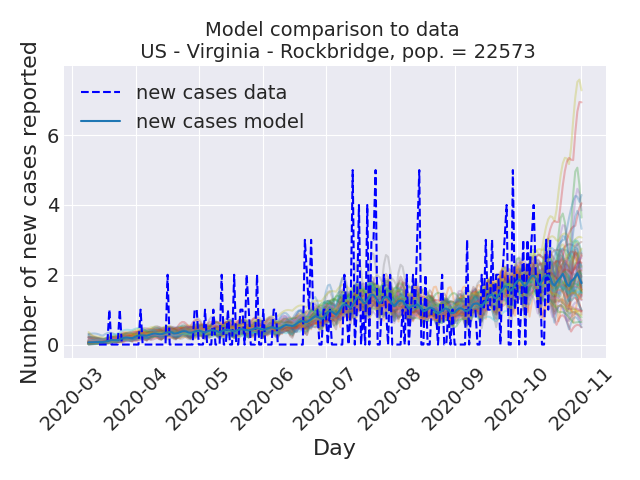 Model comparison to data
US - Virginia - Rockbridge, pop. = 22573
Number of new cases reported
new cases data
new cases model
6
4
2
0
2020-03
2020-04
2020-05
2020-06
2020-07
2020-08
2020-09
2020-10
2020-11
Day